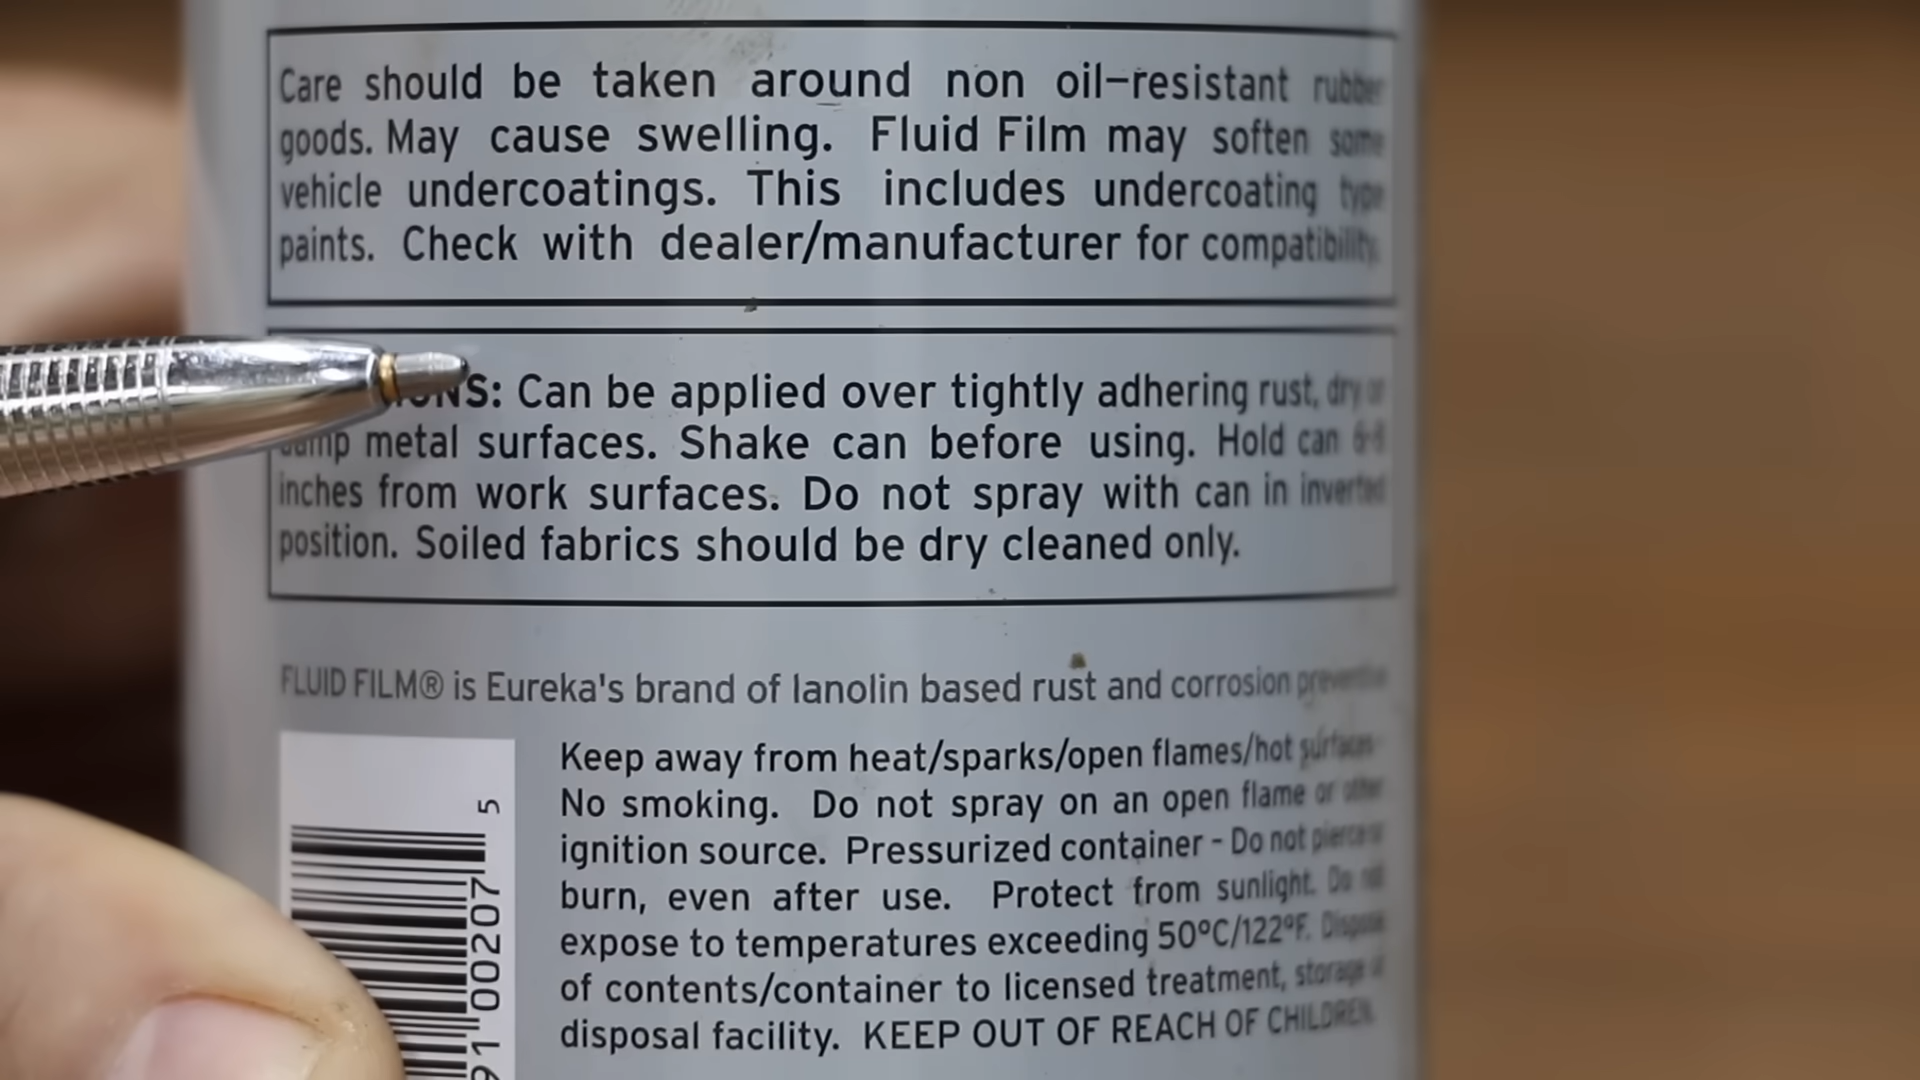 Care should be taken around non oil-resistant rubber
goods. May cause swelling. Fluid Film may soften some
vehicle undercoatings. This includes undercoating type
paints. Check with dealer/manufacturer for compatibility.
Can be applied over tightly adhering rust, dry or
metal surfaces. Shake can before using. Hold can
inches from work surfaces. Do not spray with can in inverted
position. Soiled fabrics should be dry cleaned only.
FLUID FILM® is Eureka's brand of lanolin based rust and corrosion
Keep away from heat/sparks/open flames/hot surfaces-
No smoking. Do not spray on an open flame or other
ignition source. Pressurized container - Do not pierce or
burn, even after use. Protect from sunlight. Do not
expose to temperatures exceeding 50°C/122°F. Dispose
of contents/container to licensed treatment, storage or
disposal facility. KEEP OUT OF REACH OF CHILDREN.
91 00207 5